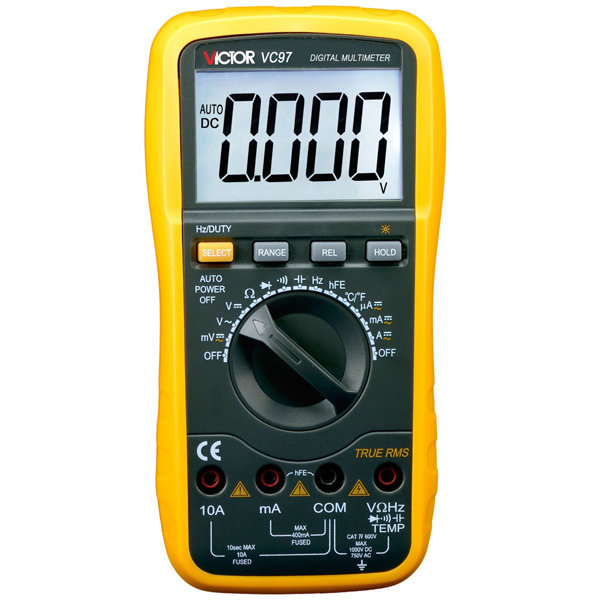 VICTOR VC97 DIGITAL MULTIMETER
AUTO
DC
0.000
V
Hz/DUTY
SELECT RANGE REL HOLD
AUTO
POWER
OFF
Ω Hz hFE
V °C/°F
V~ μA
mV mA
A
OFF OFF
CE
TRUE RMS
hFE
10A mA COM VΩHz
TEMP
MAX
400mA
FUSED
10sec MAX
10A
FUSED
CAT IV 600V
MAX
1000V DC
750V AC